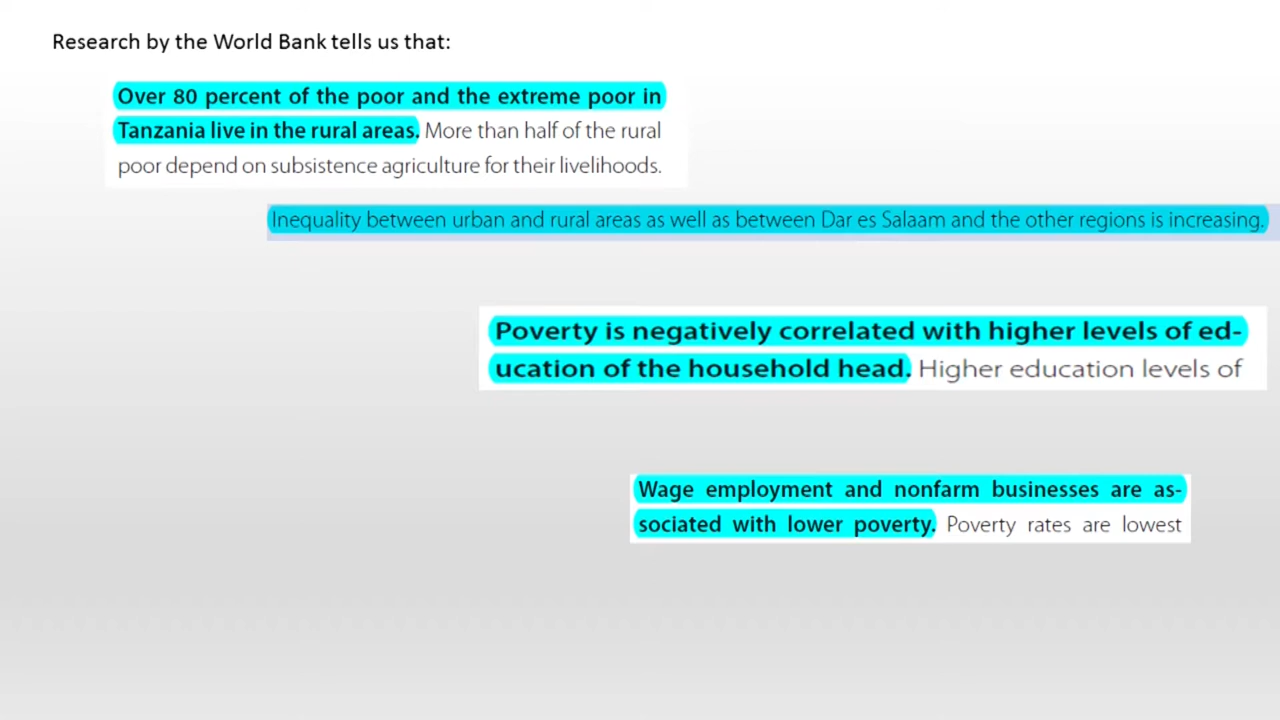 Research by the World Bank tells us that:
Over 80 percent of the poor and the extreme poor in
Tanzania live in the rural areas. More than half of the rural
poor depend on subsistence agriculture for their livelihoods.
Inequality between urban and rural areas as well as between Dar es Salaam and the other regions is increasing.
Poverty is negatively correlated with higher levels of ed-
ucation of the household head. Higher education levels of
Wage employment and nonfarm businesses are as-
sociated with lower poverty. Poverty rates are lowest